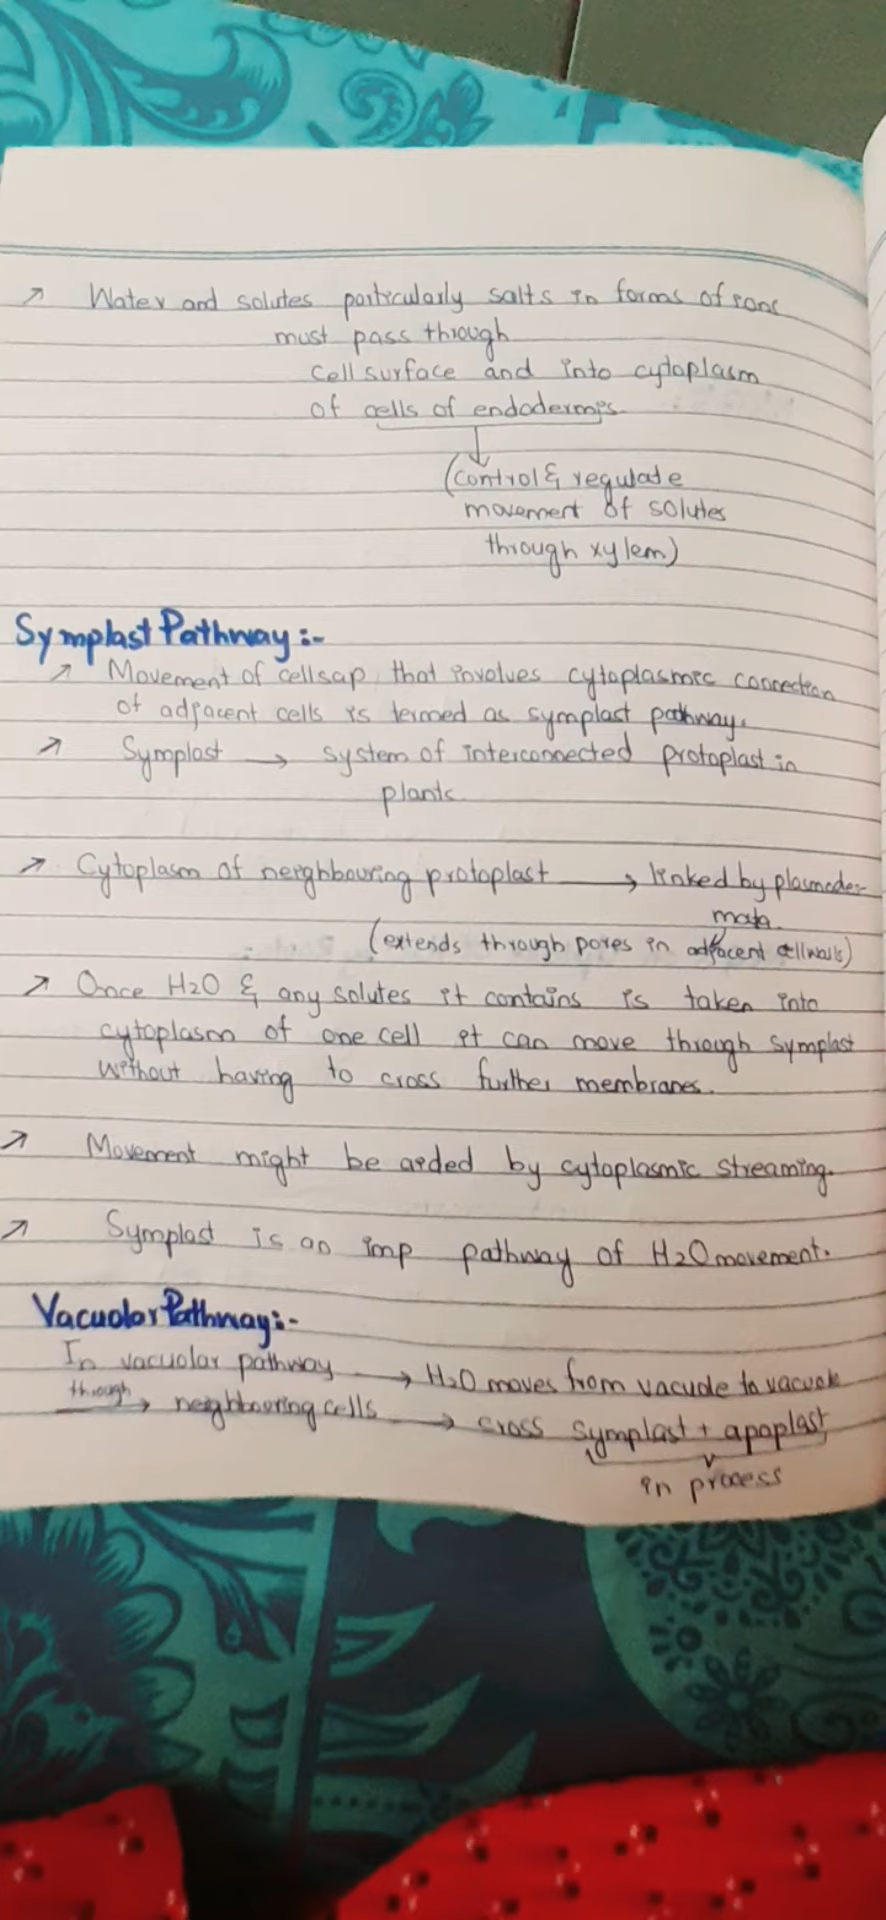 ↗ Water and solutes particularly salts in forms of ions
must pass through
cell surface and into cytoplasm
of cells of endodermis.
(control & regulate
movement of solutes
through xylem)
Symplast Pathway:-
↗ Movement of cellsap that involves cytoplasmic connection
of adjacent cells is termed as symplast pathway.
↗ Symplast → system of interconnected protoplast in
plants.
↗ Cytoplasm of neighbouring protoplast → linked by plasmodes-
mata.
(extends through pores in adjacent cell walls)
↗ Once H2O & any solutes it contains is taken into
cytoplasm of one cell it can move through symplast
without having to cross further membranes.
↗ Movement might be aided by cytoplasmic streaming.
↗ Symplast is an imp pathway of H2O movement.
Vacuolar Pathway:-
In vacuolar pathway → H2O moves from vacuole to vacuole
through → neighbouring cells → cross symplast + apoplast
in process